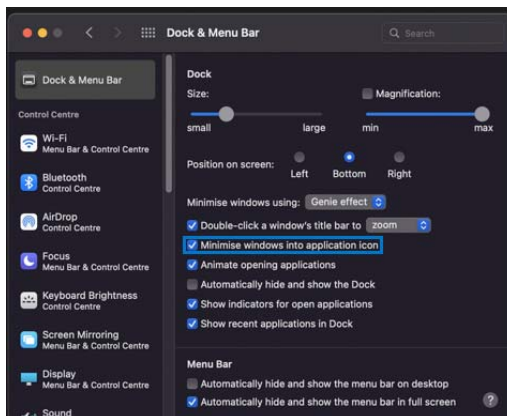 Dock & Menu Bar
Search
Dock & Menu Bar
Control Centre
Wi-Fi
Menu Bar & Control Centre
Bluetooth
Control Centre
AirDrop
Control Centre
Focus
Menu Bar & Control Centre
Keyboard Brightness
Control Centre
Screen Mirroring
Menu Bar & Control Centre
Display
Menu Bar & Control Centre
Sound
Dock
Size:
Magnification:
small large min max
Position on screen:
Left Bottom Right
Minimise windows using: Genie effect
Double-click a window's title bar to zoom
Minimise windows into application icon
Animate opening applications
Automatically hide and show the Dock
Show indicators for open applications
Show recent applications in Dock
Menu Bar
Automatically hide and show the menu bar on desktop
Automatically hide and show the menu bar in full screen
?